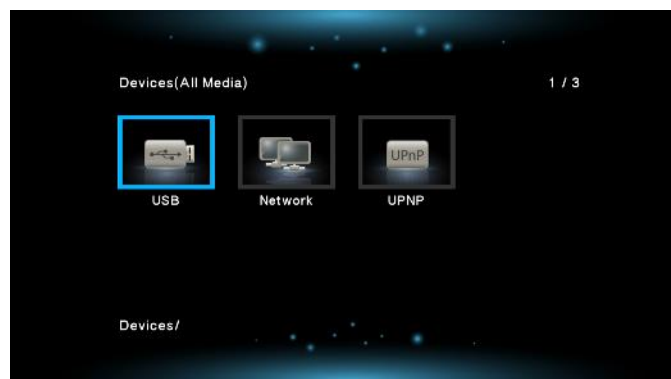 Devices(All Media) 1 / 3
UPnP
USB Network UPNP
Devices/